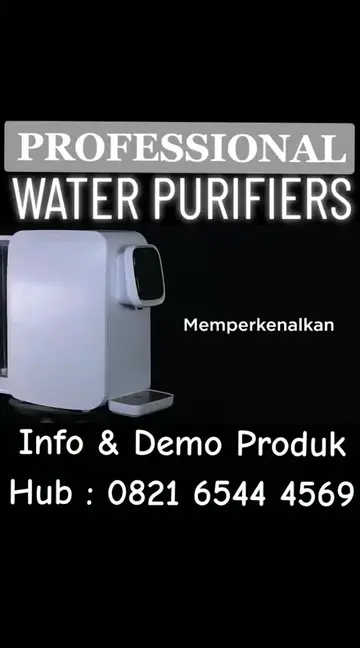 PROFESSIONAL
WATER PURIFIERS
Memperkenalkan
Info & Demo Produk
Hub : 0821 6544 4569